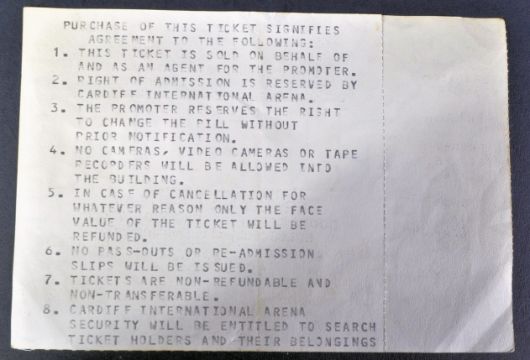 PURCHASE OF THIS TICKET SIGNIFIES
AGREEMENT TO THE FOLLOWING:
1. THIS TICKET IS SOLD ON BEHALF OF
AND AS AN AGENT FOR THE PROMOTER.
2. RIGHT OF ADMISSION IS RESERVED BY
CARDIFF INTERNATIONAL ARENA.
3. THE PROMOTER RESERVES THE RIGHT
TO CHANGE THE BILL WITHOUT
PRIOR NOTIFICATION.
4. NO CAMERAS, VIDEO CAMERAS OR TAPE
RECORDERS WILL BE ALLOWED INTO
THE BUILDING.
5. IN CASE OF CANCELLATION FOR
WHATEVER REASON ONLY THE FACE
VALUE OF THE TICKET WILL BE
REFUNDED.
6. NO PASS-OUTS OR RE-ADMISSION
SLIPS WILL BE ISSUED.
7. TICKETS ARE NON-REFUNDABLE AND
NON-TRANSFERABLE.
8. CARDIFF INTERNATIONAL ARENA
SECURITY WILL BE ENTITLED TO SEARCH
TICKET HOLDERS AND THEIR BELONGINGS